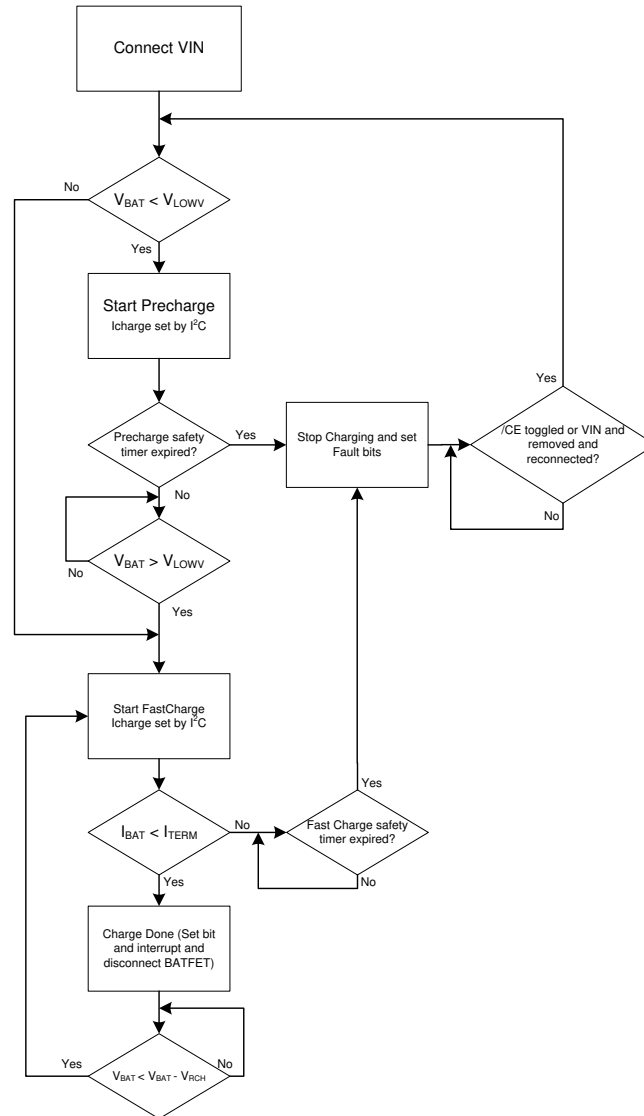 Connect VIN
No
VBAT < VLOWV
Yes
Start Precharge
Icharge set by I²C
Yes
Precharge safety
timer expired?
Yes
Stop Charging and set
Fault bits
/CE toggled or VIN and
removed and
reconnected?
No
No
VBAT > VLOWV
No
Yes
Start FastCharge
Icharge set by I²C
Yes
IBAT < ITERM
No
Fast Charge safety
timer expired?
No
Yes
Charge Done (Set bit
and interrupt and
disconnect BATFET)
Yes
VBAT < VBAT - VRCH
No